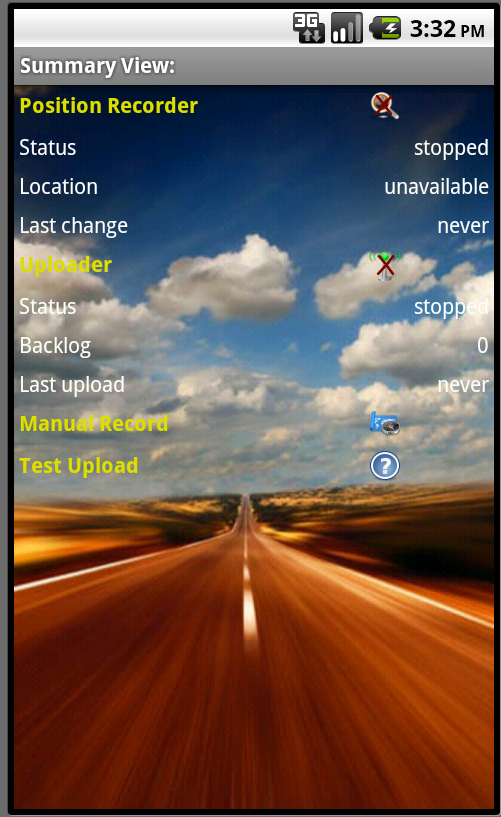 3G 3:32 PM
Summary View:
Position Recorder
Status stopped
Location unavailable
Last change never
Uploader
Status stopped
Backlog 0
Last upload never
Manual Record
Test Upload ?